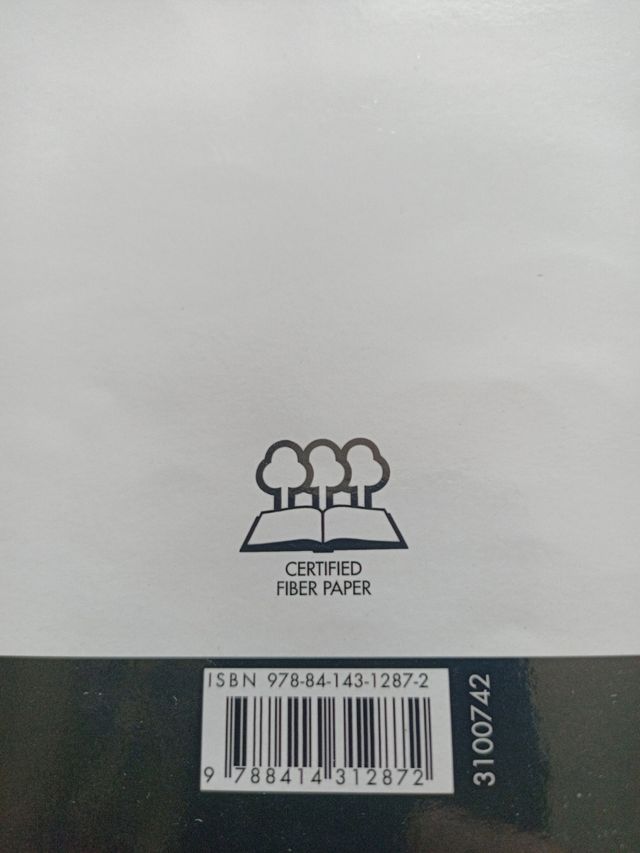 CERTIFIED
FIBER PAPER
ISBN 978-84-143-1287-2
9 788414 312872
3100742